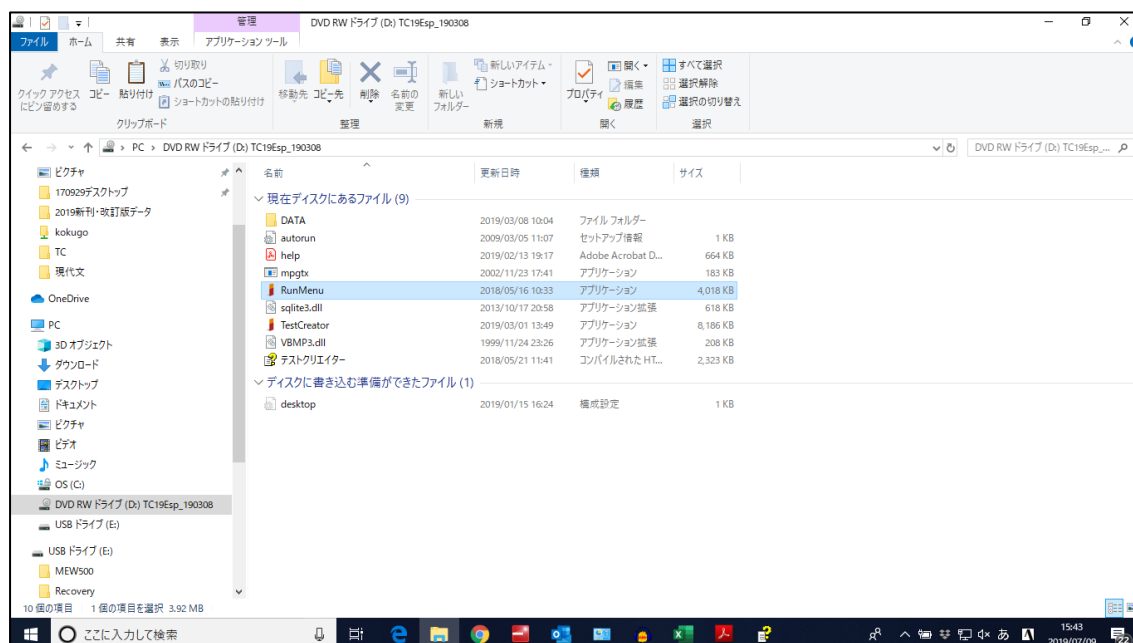 管理
DVD RW ドライブ (D:) TC19Esp_190308
ファイル ホーム 共有 表示 アプリケーション ツール
クイック アクセスにピン留めする
コピー
貼り付け
切り取り
パスのコピー
ショートカットの貼り付け
クリップボード
移動先
コピー先
削除
名前の変更
整理
新しいフォルダー
新しいアイテム
ショートカット
新規
プロパティ
開く
編集
履歴
開く
すべて選択
選択解除
選択の切り替え
選択
PC › DVD RW ドライブ (D:) TC19Esp_190308
DVD RW ドライブ (D:) TC19Esp_...
ピクチャ
170929デスクトップ
2019新刊・改訂版データ
kokugo
TC
現代文
OneDrive
PC
3D オブジェクト
ダウンロード
デスクトップ
ドキュメント
ピクチャ
ビデオ
ミュージック
OS (C:)
DVD RW ドライブ (D:) TC19Esp_190308
USB ドライブ (E:)
USB ドライブ (E:)
MEW500
Recovery
名前 更新日時 種類 サイズ
現在ディスクにあるファイル (9)
DATA 2019/03/08 10:04 ファイル フォルダー
autorun 2009/03/05 11:07 セットアップ情報 1 KB
help 2019/02/13 19:17 Adobe Acrobat D... 664 KB
mpgtx 2002/11/23 17:41 アプリケーション 183 KB
RunMenu 2018/05/16 10:33 アプリケーション 4,018 KB
sqlite3.dll 2013/10/17 20:58 アプリケーション拡張 618 KB
TestCreator 2019/03/01 13:49 アプリケーション 8,186 KB
VBMP3.dll 1999/11/24 23:26 アプリケーション拡張 208 KB
テストクリエイター 2018/05/21 11:41 コンパイルされた HT... 2,323 KB
ディスクに書き込む準備ができたファイル (1)
desktop 2019/01/15 16:24 構成設定 1 KB
10 個の項目 1 個の項目を選択 3.92 MB
ここに入力して検索
あ
15:43
2019/07/09
22